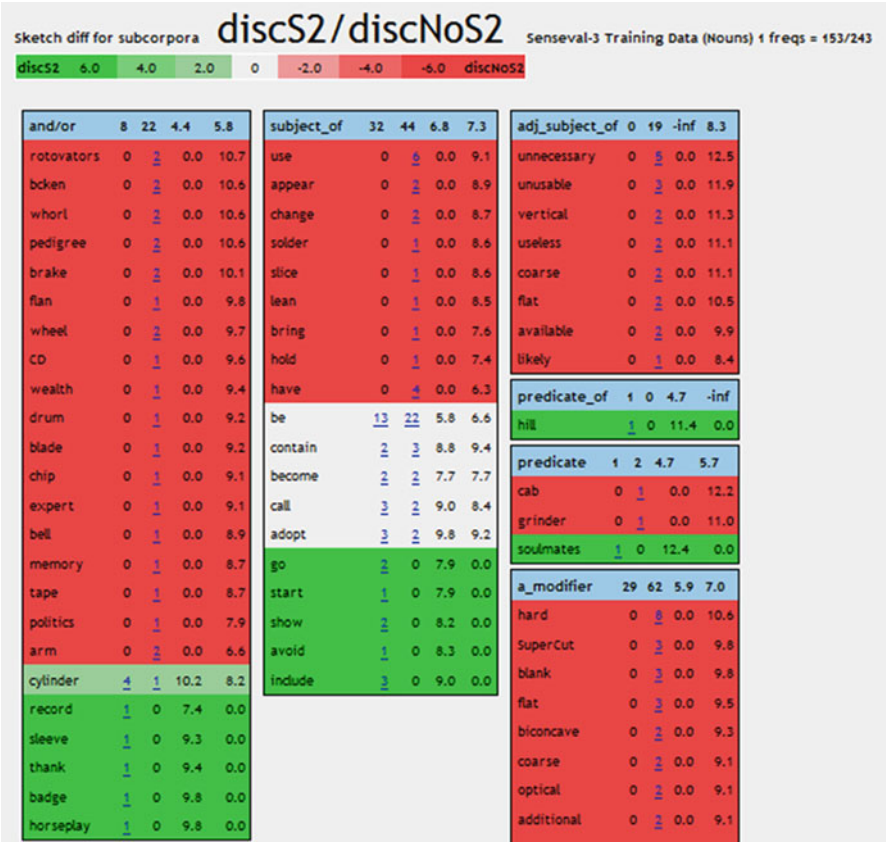 Sketch diff for subcorpora discS2/discNoS2 Senseval-3 Training Data (Nouns) 1 freqs = 153/243
discS2 6.0 4.0 2.0 0 -2.0 -4.0 -6.0 discNoS2
and/or 8 22 4.4 5.8
rotovators 0 2 0.0 10.7
bcken 0 2 0.0 10.6
whorl 0 2 0.0 10.6
pedigree 0 2 0.0 10.6
brake 0 2 0.0 10.1
flan 0 1 0.0 9.8
wheel 0 2 0.0 9.7
CD 0 1 0.0 9.6
wealth 0 1 0.0 9.4
drum 0 1 0.0 9.2
blade 0 1 0.0 9.2
chip 0 1 0.0 9.1
expert 0 1 0.0 9.1
bell 0 1 0.0 8.9
memory 0 1 0.0 8.7
tape 0 1 0.0 8.7
politics 0 1 0.0 7.9
arm 0 2 0.0 6.6
cylinder 4 1 10.2 8.2
record 1 0 7.4 0.0
sleeve 1 0 9.3 0.0
thank 1 0 9.4 0.0
badge 1 0 9.8 0.0
horseplay 1 0 9.8 0.0
subject_of 32 44 6.8 7.3
use 0 6 0.0 9.1
appear 0 2 0.0 8.9
change 0 2 0.0 8.7
solder 0 1 0.0 8.6
slice 0 1 0.0 8.6
lean 0 1 0.0 8.5
bring 0 1 0.0 7.6
hold 0 1 0.0 7.4
have 0 4 0.0 6.3
be 13 22 5.8 6.6
contain 2 3 8.8 9.4
become 2 2 7.7 7.7
call 3 2 9.0 8.4
adopt 3 2 9.8 9.2
go 2 0 7.9 0.0
start 1 0 7.9 0.0
show 2 0 8.2 0.0
avoid 1 0 8.3 0.0
include 3 0 9.0 0.0
adj_subject_of 0 19 -inf 8.3
unnecessary 0 5 0.0 12.5
unusable 0 3 0.0 11.9
vertical 0 2 0.0 11.3
useless 0 2 0.0 11.1
coarse 0 2 0.0 11.1
flat 0 2 0.0 10.5
available 0 2 0.0 9.9
likely 0 1 0.0 8.4
predicate_of 1 0 4.7 -inf
hill 1 0 11.4 0.0
predicate 1 2 4.7 5.7
cab 0 1 0.0 12.2
grinder 0 1 0.0 11.0
soulmates 1 0 12.4 0.0
a_modifier 29 62 5.9 7.0
hard 0 8 0.0 10.6
SuperCut 0 3 0.0 9.8
blank 0 3 0.0 9.8
flat 0 3 0.0 9.5
biconcave 0 2 0.0 9.3
coarse 0 2 0.0 9.1
optical 0 2 0.0 9.1
additional 0 2 0.0 9.1